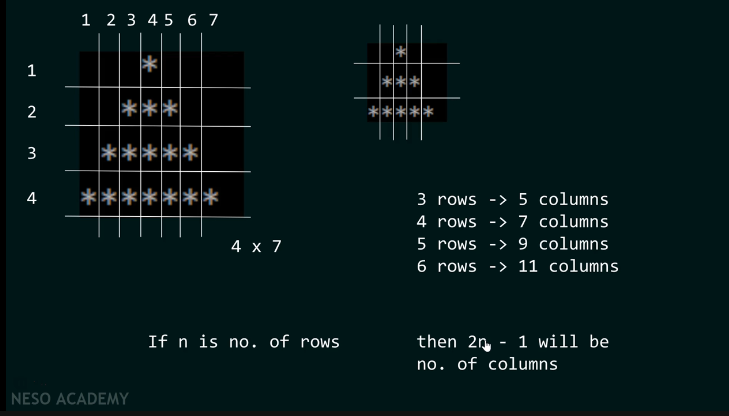 1 2 3 4 5 6 7
1
*
2
* * *
3
* * * * *
4
* * * * * * *
4 x 7
*
* * *
* * * * *
3 rows -> 5 columns
4 rows -> 7 columns
5 rows -> 9 columns
6 rows -> 11 columns
If n is no. of rows
then 2n - 1 will be
no. of columns
NESO ACADEMY